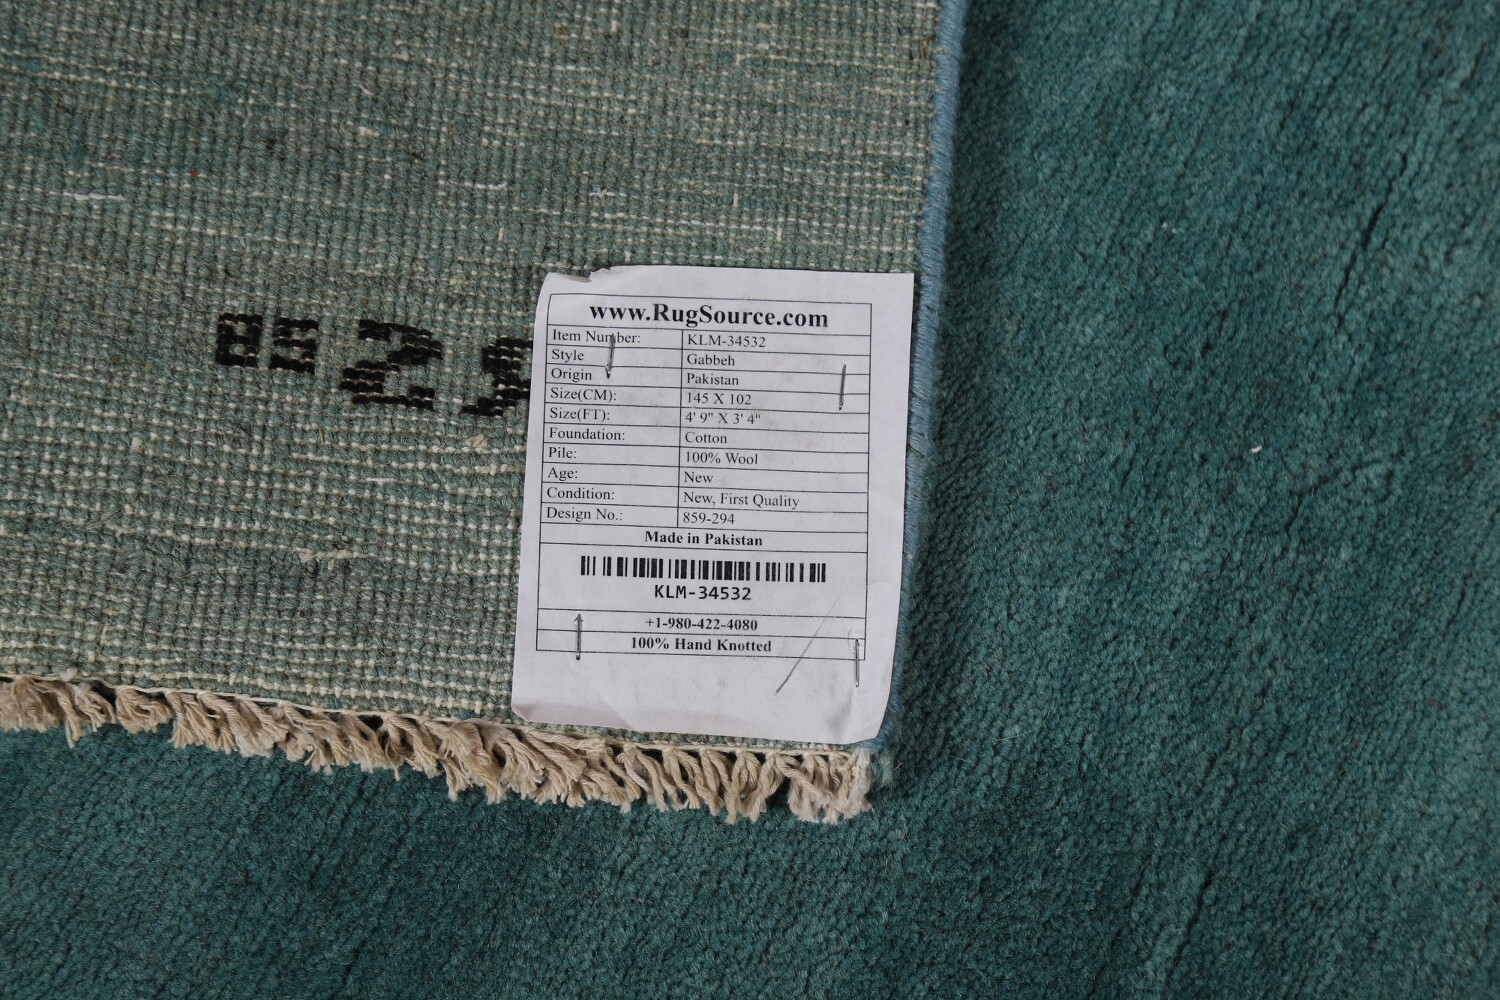 www.RugSource.com
Item Number: KLM-34532
Style Gabbeh
Origin Pakistan
Size(CM): 145 X 102
Size(FT): 4' 9" X 3' 4"
Foundation: Cotton
Pile: 100% Wool
Age: New
Condition: New, First Quality
Design No.: 859-294
Made in Pakistan
KLM-34532
+1-980-422-4080
100% Hand Knotted